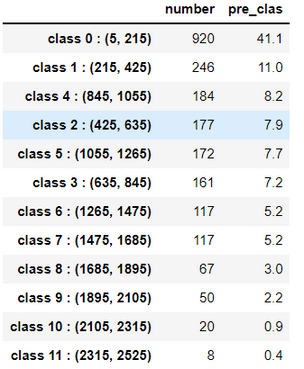 number pre_clas
class 0 : (5, 215) 920 41.1
class 1 : (215, 425) 246 11.0
class 4 : (845, 1055) 184 8.2
class 2 : (425, 635) 177 7.9
class 5 : (1055, 1265) 172 7.7
class 3 : (635, 845) 161 7.2
class 6 : (1265, 1475) 117 5.2
class 7 : (1475, 1685) 117 5.2
class 8 : (1685, 1895) 67 3.0
class 9 : (1895, 2105) 50 2.2
class 10 : (2105, 2315) 20 0.9
class 11 : (2315, 2525) 8 0.4